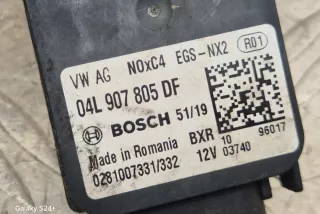 VW AG NOxC4 EGS-NX2 R01
04L 907 805 DF
BOSCH 51/19
Made in Romania BXR 10 96017
0281007331/332 12V 03740
Galaxy S24+